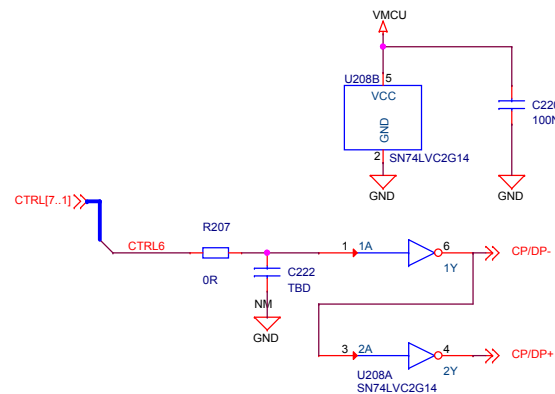 VMCU
U208B
5
VCC
GND
2
SN74LVC2G14
100N
GND
GND
CTRL[7..1]
R207
CTRL6
0R
C222
TBD
NM
GND
1
1A
6
1Y
CP/DP-
3
2A
4
2Y
CP/DP+
U208A
SN74LVC2G14